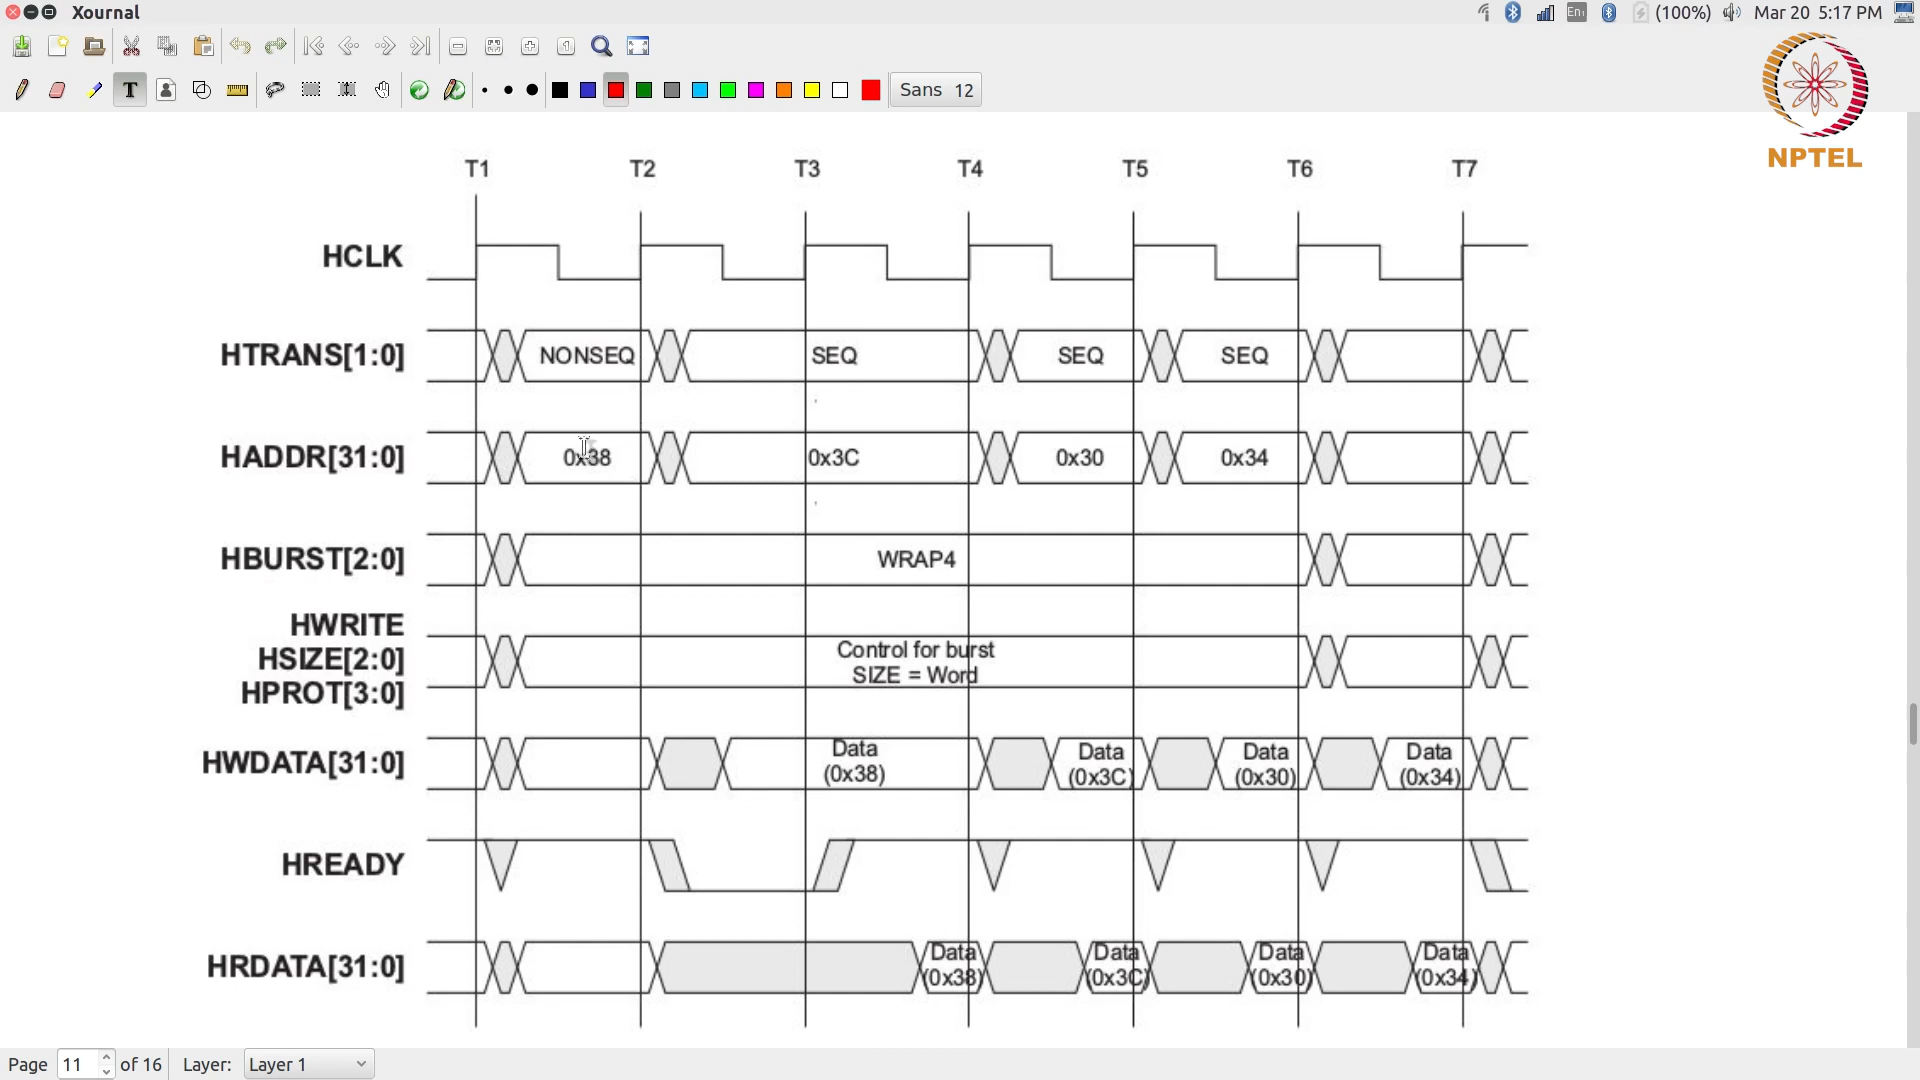 Xournal
En1
(100%)
Mar 20 5:17 PM
T
Sans 12
NPTEL
T1 T2 T3 T4 T5 T6 T7
HCLK
HTRANS[1:0] NONSEQ SEQ SEQ SEQ
HADDR[31:0] 0x38 0x3C 0x30 0x34
HBURST[2:0] WRAP4
HWRITE
HSIZE[2:0]
HPROT[3:0]
Control for burst
SIZE = Word
HWDATA[31:0]
Data
(0x38)
Data
(0x3C)
Data
(0x30)
Data
(0x34)
HREADY
HRDATA[31:0]
Data
(0x38)
Data
(0x3C)
Data
(0x30)
Data
(0x34)
Page 11 of 16 Layer: Layer 1